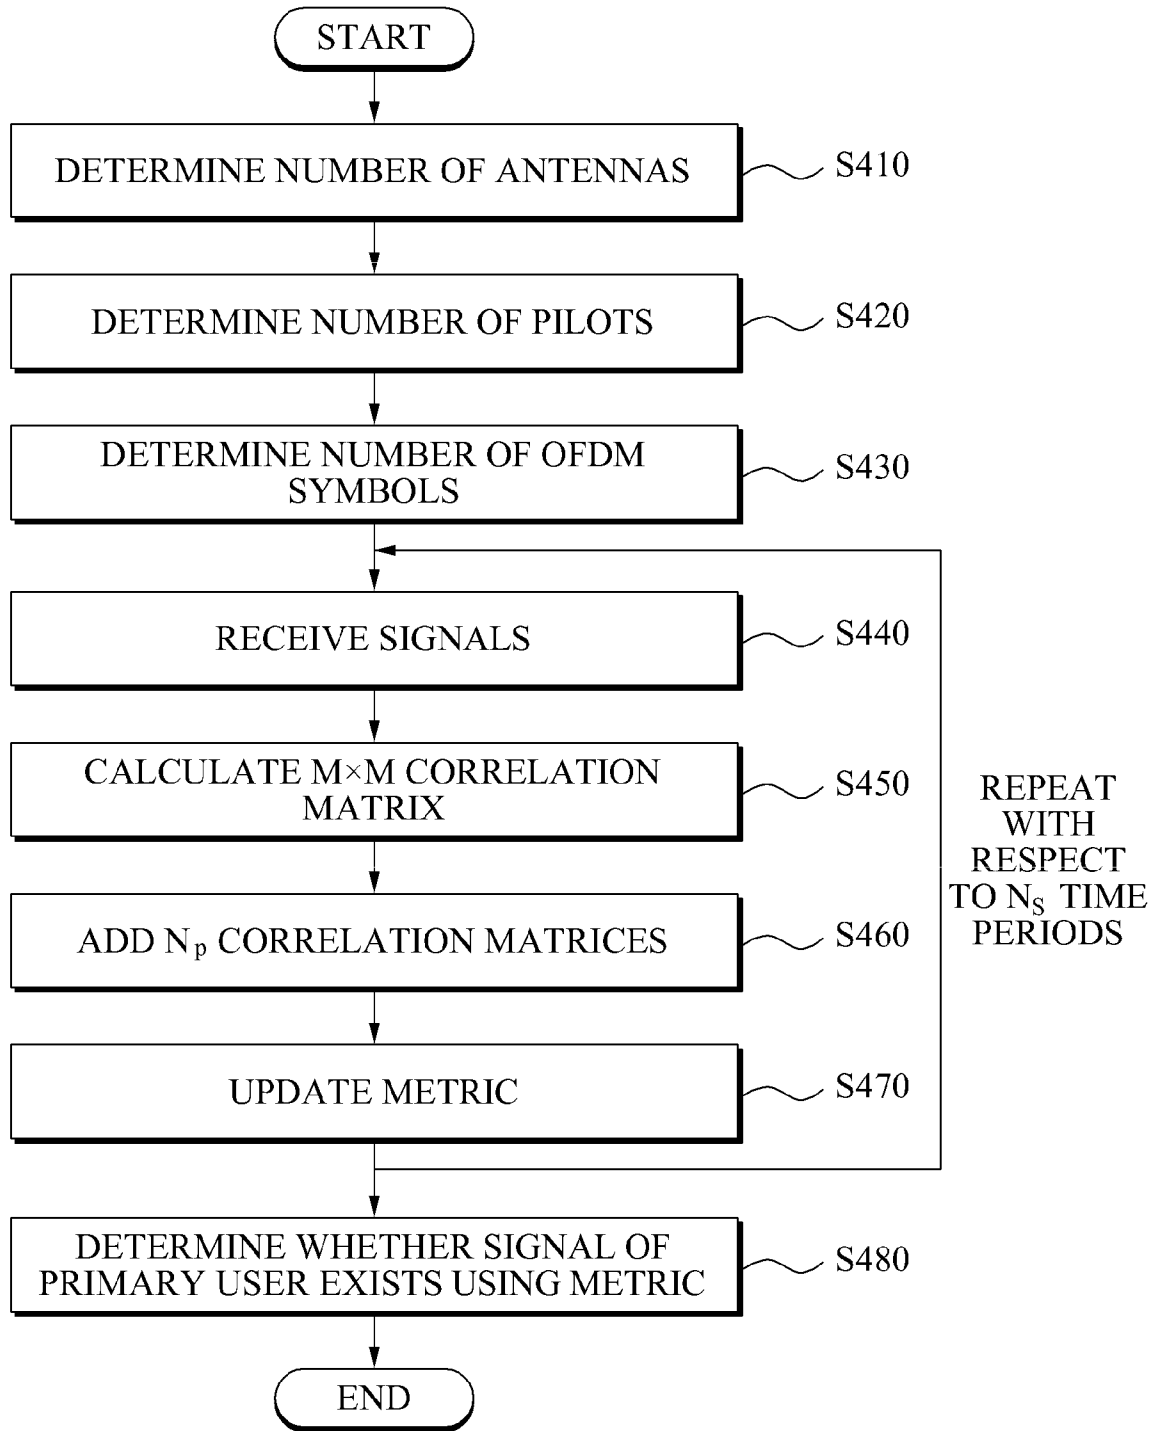 START
DETERMINE NUMBER OF ANTENNAS
S410
DETERMINE NUMBER OF PILOTS
S420
DETERMINE NUMBER OF OFDM
SYMBOLS
S430
RECEIVE SIGNALS
S440
CALCULATE M×M CORRELATION
MATRIX
S450
ADD Np CORRELATION MATRICES
S460
UPDATE METRIC
S470
REPEAT
WITH
RESPECT
TO NS TIME
PERIODS
DETERMINE WHETHER SIGNAL OF
PRIMARY USER EXISTS USING METRIC
S480
END